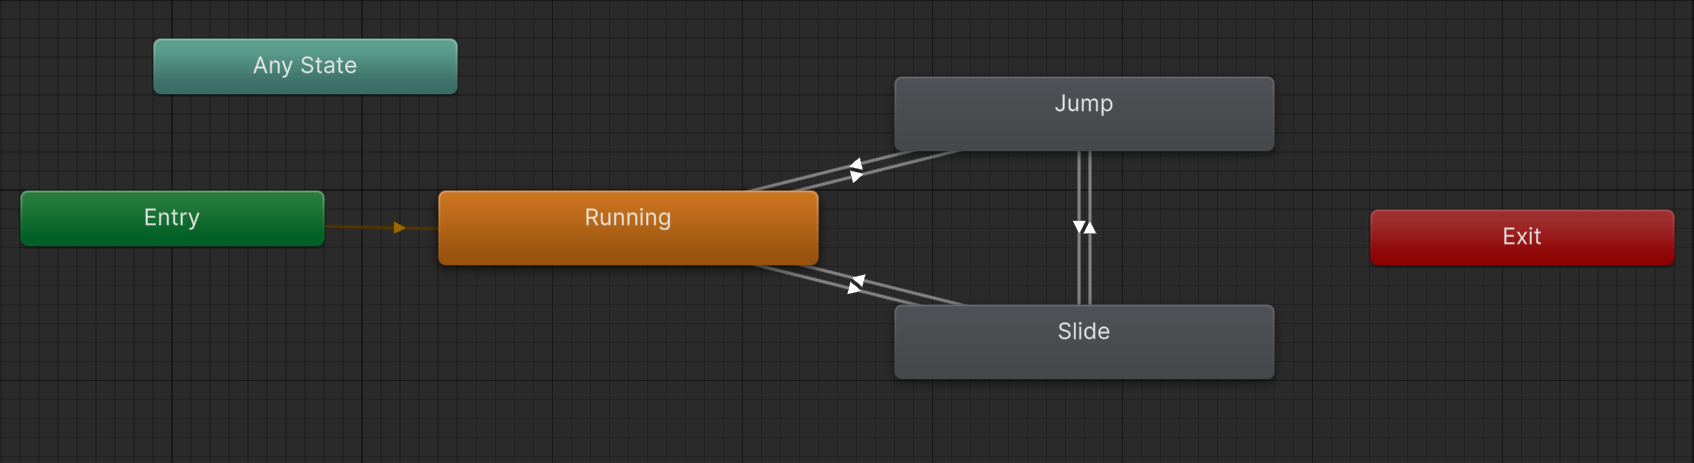 Any State
Jump
Entry
Running
Exit
Slide